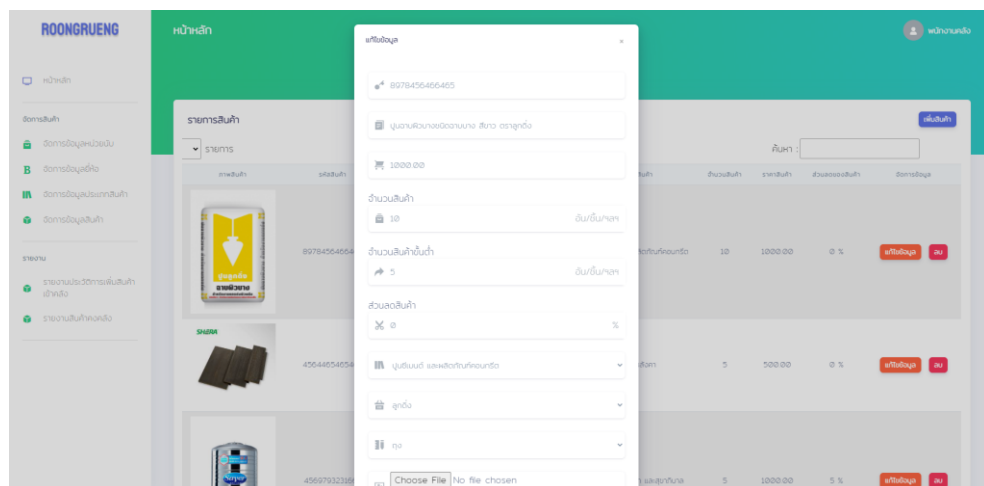 ROONGRUENG
หน้าหลัก
พนักงานคลัง
หน้าหลัก
จัดการสินค้า
จัดการข้อมูลหน่วยนับ
B จัดการข้อมูลยี่ห้อ
จัดการข้อมูลประเภทสินค้า
จัดการข้อมูลสินค้า
รายงาน
รายงานประวัติการเพิ่มสินค้า
เข้าคลัง
รายงานสินค้าคงคลัง
รายการสินค้า
เพิ่มสินค้า
รายการ
ค้นหา :
ภาพสินค้า รหัสสินค้า จำนวนสินค้า ราคาสินค้า ส่วนลดของสินค้า จัดการข้อมูล
89784564664 10 1000.00 0 % แก้ไขข้อมูล ลบ
ปูนลูกดิ่ง
ฉาบผิวบาง
SHERA
45644654654 5 500.00 0 % แก้ไขข้อมูล ลบ
4569793231 5 1000.00 5 % แก้ไขข้อมูล ลบ
แก้ไขข้อมูล ×
8978456466465
ปูนฉาบผิวบางชนิดฉาบบาง สีขาว ตราลูกดิ่ง
1000.00
จำนวนสินค้า
10 อัน/ชิ้น/ฯลฯ
จำนวนสินค้าขั้นต่ำ
5 อัน/ชิ้น/ฯลฯ
ส่วนลดสินค้า
0 %
ปูนซีเมนต์ และผลิตภัณฑ์คอนกรีต
ลูกดิ่ง
ถุง
Choose File No file chosen